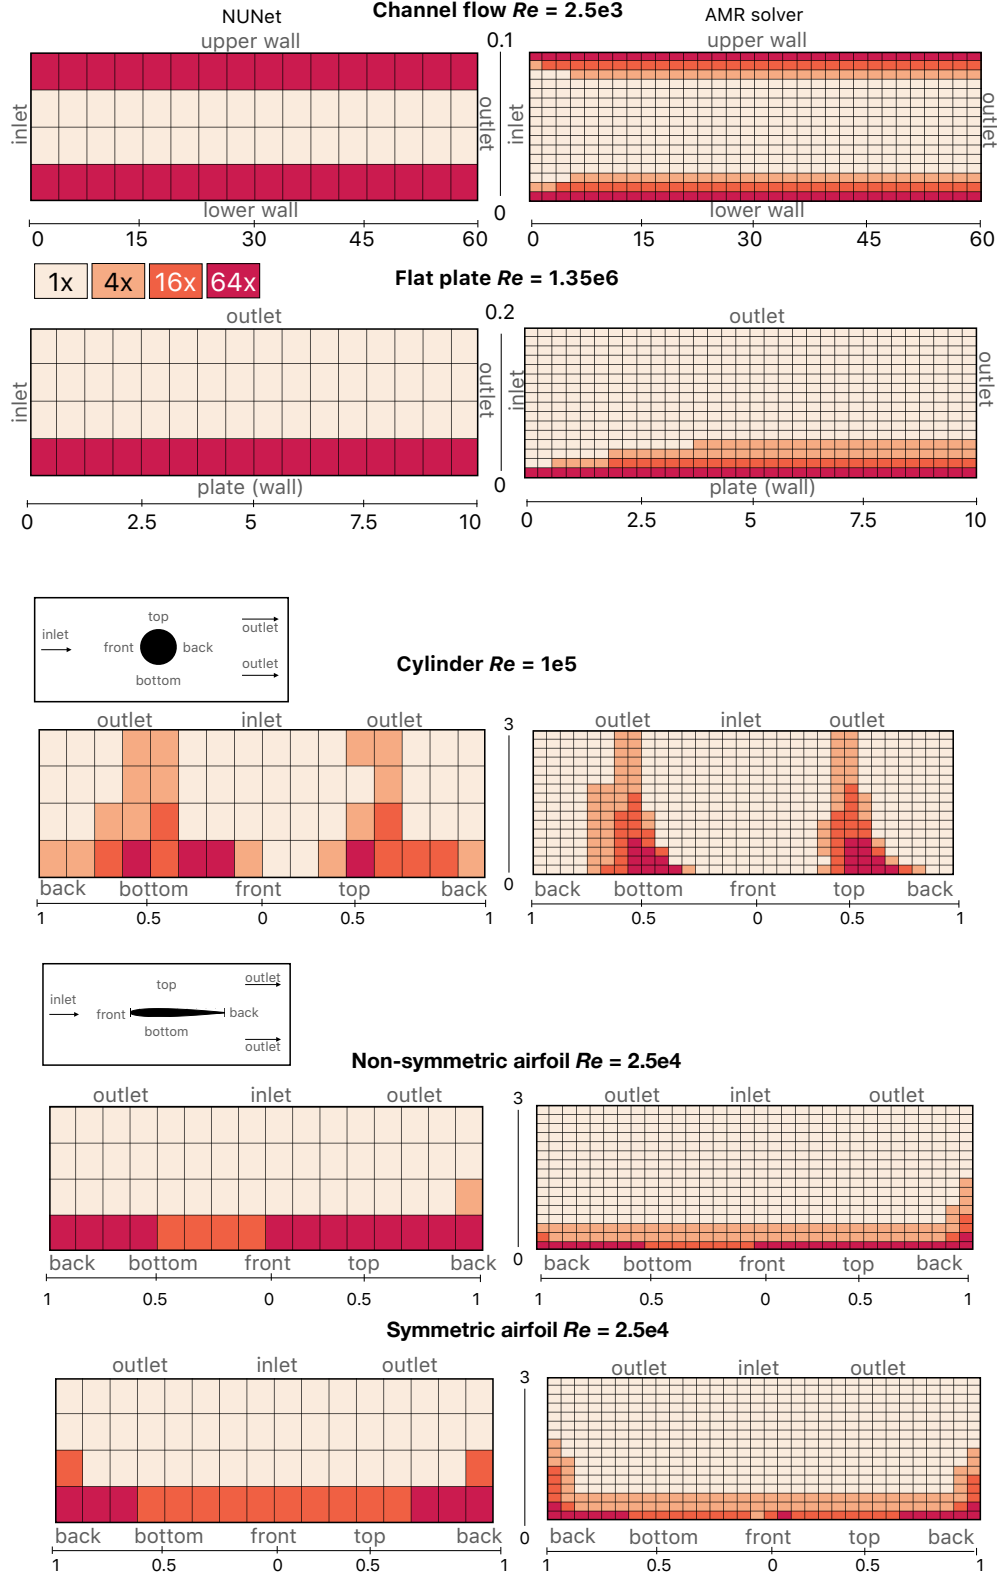 Channel flow Re = 2.5e3
NUNet
AMR solver
upper wall
0.1
upper wall
inlet
outlet
inlet
outlet
lower wall
0
lower wall
0 15 30 45 60
0 15 30 45 60
1x 4x 16x 64x
Flat plate Re = 1.35e6
outlet
0.2
outlet
inlet
outlet
inlet
outlet
plate (wall)
0
plate (wall)
0 2.5 5 7.5 10
0 2.5 5 7.5 10
top
inlet
outlet
front
back
outlet
bottom
Cylinder Re = 1e5
outlet inlet outlet
3
outlet inlet outlet
back bottom front top back
0
back bottom front top back
1 0.5 0 0.5 1
1 0.5 0 0.5 1
outlet
top
inlet
front
back
bottom
outlet
Non-symmetric airfoil Re = 2.5e4
outlet inlet outlet
3
outlet inlet outlet
back bottom front top back
0
back bottom front top back
1 0.5 0 0.5 1
1 0.5 0 0.5 1
Symmetric airfoil Re = 2.5e4
outlet inlet outlet
3
outlet inlet outlet
back bottom front top back
0
back bottom front top back
1 0.5 0 0.5 1
1 0.5 0 0.5 1